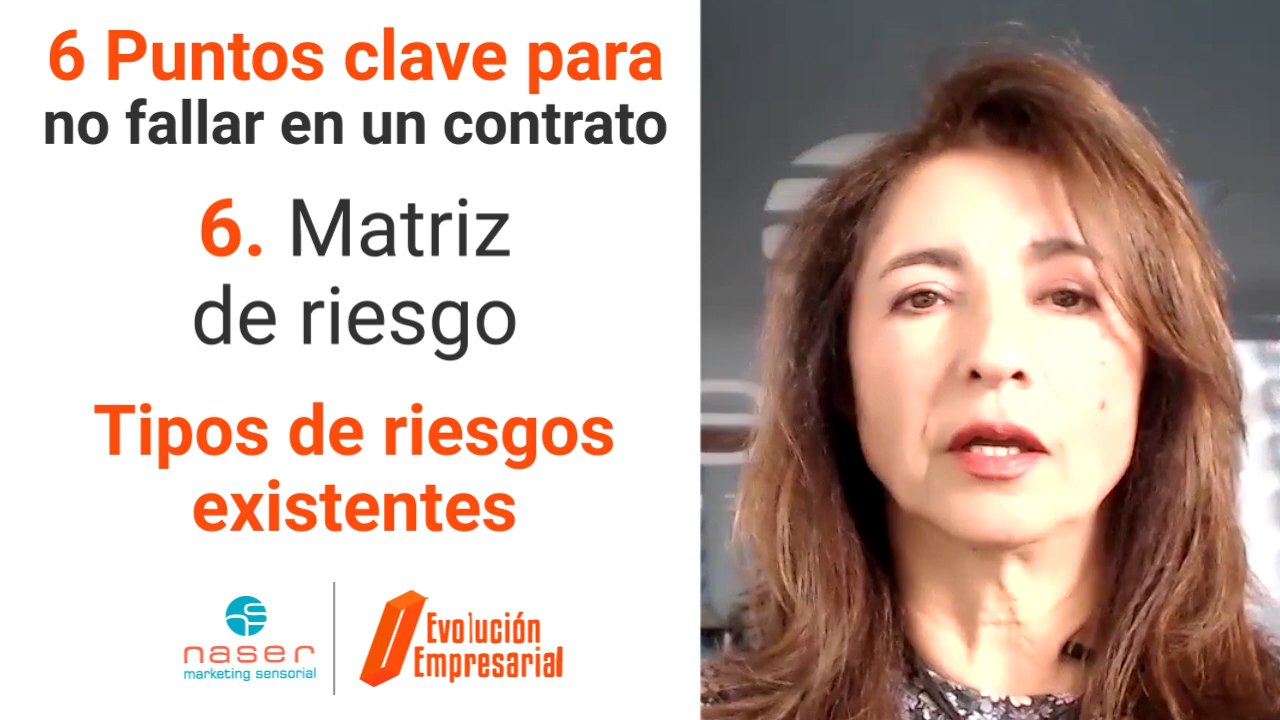 6 Puntos clave para
no fallar en un contrato
6. Matriz
de riesgo
Tipos de riesgos
existentes
naser
marketing sensorial
Evolución
Empresarial